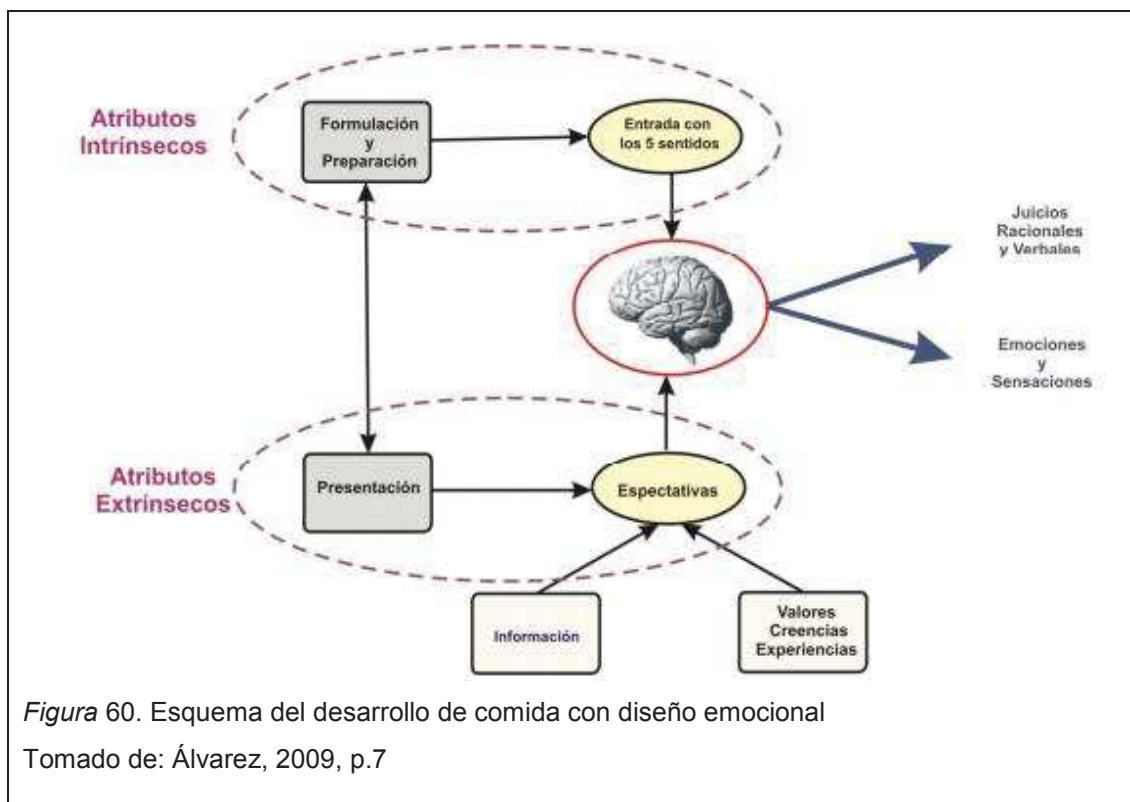 Atributos
Intrínsecos
Formulación
y
Preparación
Entrada con
los 5 sentidos
Juicios
Racionales
y Verbales
Emociones
y
Sensaciones
Atributos
Extrínsecos
Presentación
Espectativas
Información
Valores
Creencias
Experiencias
Figura 60. Esquema del desarrollo de comida con diseño emocional
Tomado de: Álvarez, 2009, p.7